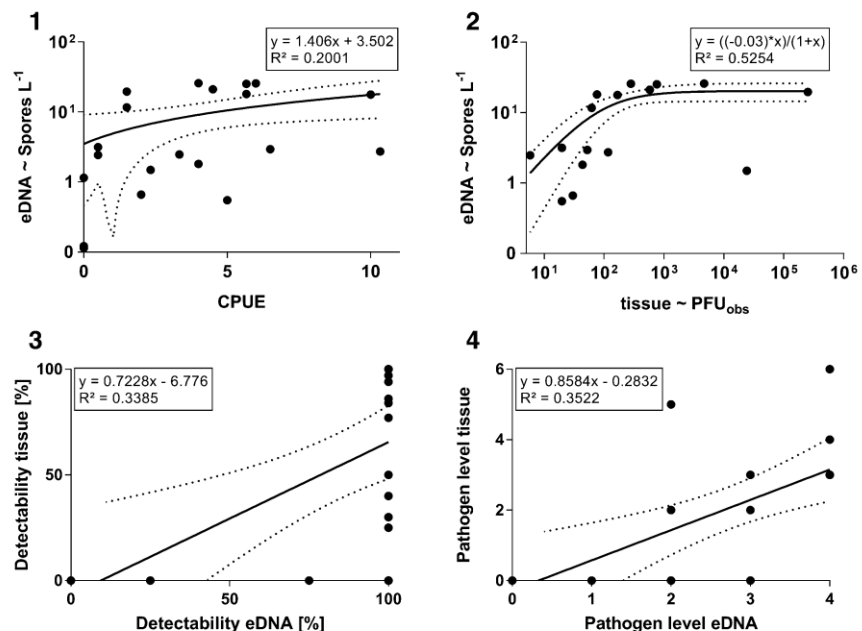 1
y = 1.406x + 3.502
R² = 0.2001
eDNA ~ Spores L⁻¹
10²
10¹
1
0
0
5
10
CPUE
2
y = ((-0.03)*x)/(1+x)
R² = 0.5254
eDNA ~ Spores L⁻¹
10²
10¹
1
0
10¹
10²
10³
10⁴
10⁵
10⁶
tissue ~ PFUobs
3
y = 0.7228x - 6.776
R² = 0.3385
Detectability tissue [%]
100
50
0
0
50
100
Detectability eDNA [%]
4
y = 0.8584x - 0.2832
R² = 0.3522
Pathogen level tissue
6
4
2
0
0
1
2
3
4
Pathogen level eDNA